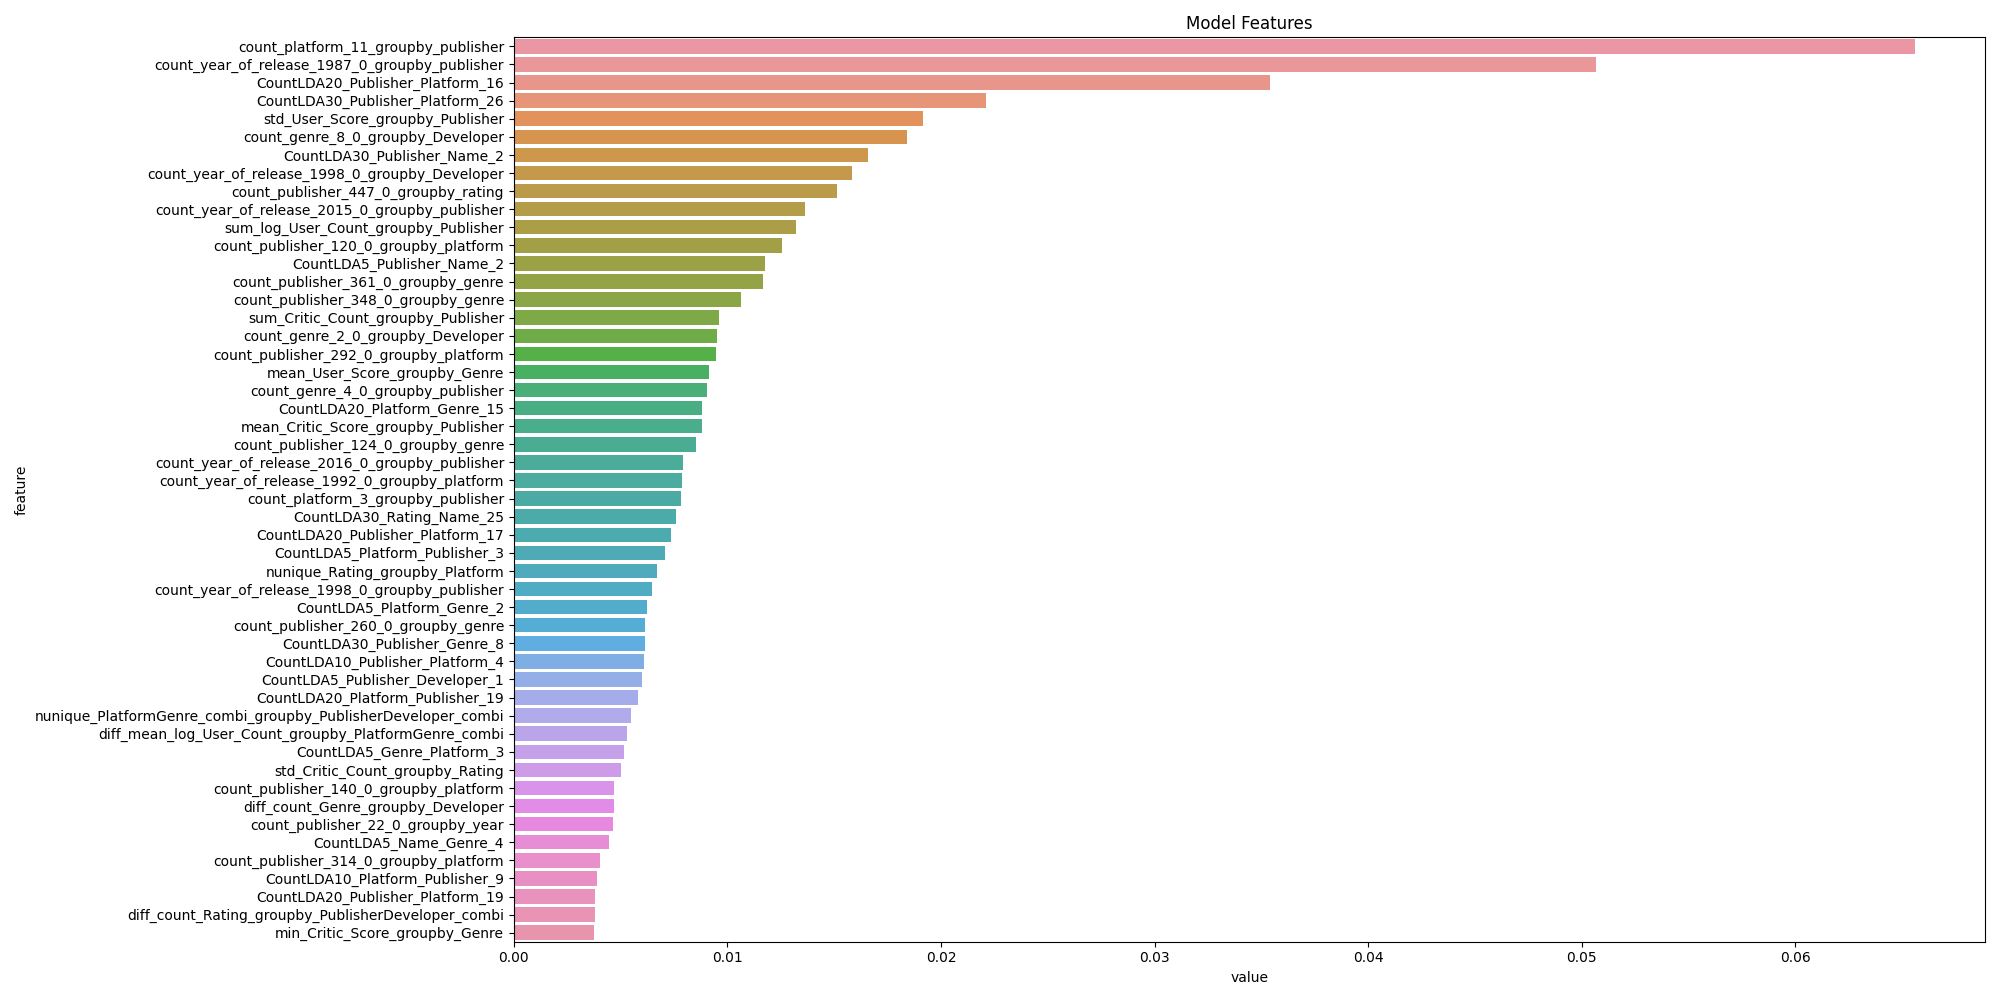 Model Features
count_platform_11_groupby_publisher
count_year_of_release_1987_0_groupby_publisher
CountLDA20_Publisher_Platform_16
CountLDA30_Publisher_Platform_26
std_User_Score_groupby_Publisher
count_genre_8_0_groupby_Developer
CountLDA30_Publisher_Name_2
count_year_of_release_1998_0_groupby_Developer
count_publisher_447_0_groupby_rating
count_year_of_release_2015_0_groupby_publisher
sum_log_User_Count_groupby_Publisher
count_publisher_120_0_groupby_platform
CountLDA5_Publisher_Name_2
count_publisher_361_0_groupby_genre
count_publisher_348_0_groupby_genre
sum_Critic_Count_groupby_Publisher
count_genre_2_0_groupby_Developer
count_publisher_292_0_groupby_platform
mean_User_Score_groupby_Genre
count_genre_4_0_groupby_publisher
CountLDA20_Platform_Genre_15
mean_Critic_Score_groupby_Publisher
count_publisher_124_0_groupby_genre
count_year_of_release_2016_0_groupby_publisher
count_year_of_release_1992_0_groupby_platform
count_platform_3_groupby_publisher
CountLDA30_Rating_Name_25
CountLDA20_Publisher_Platform_17
CountLDA5_Platform_Publisher_3
nunique_Rating_groupby_Platform
count_year_of_release_1998_0_groupby_publisher
CountLDA5_Platform_Genre_2
count_publisher_260_0_groupby_genre
CountLDA30_Publisher_Genre_8
CountLDA10_Publisher_Platform_4
CountLDA5_Publisher_Developer_1
CountLDA20_Platform_Publisher_19
nunique_PlatformGenre_combi_groupby_PublisherDeveloper_combi
diff_mean_log_User_Count_groupby_PlatformGenre_combi
CountLDA5_Genre_Platform_3
std_Critic_Count_groupby_Rating
count_publisher_140_0_groupby_platform
diff_count_Genre_groupby_Developer
count_publisher_22_0_groupby_year
CountLDA5_Name_Genre_4
count_publisher_314_0_groupby_platform
CountLDA10_Platform_Publisher_9
CountLDA20_Publisher_Platform_19
diff_count_Rating_groupby_PublisherDeveloper_combi
min_Critic_Score_groupby_Genre
feature
0.00 0.01 0.02 0.03 0.04 0.05 0.06
value